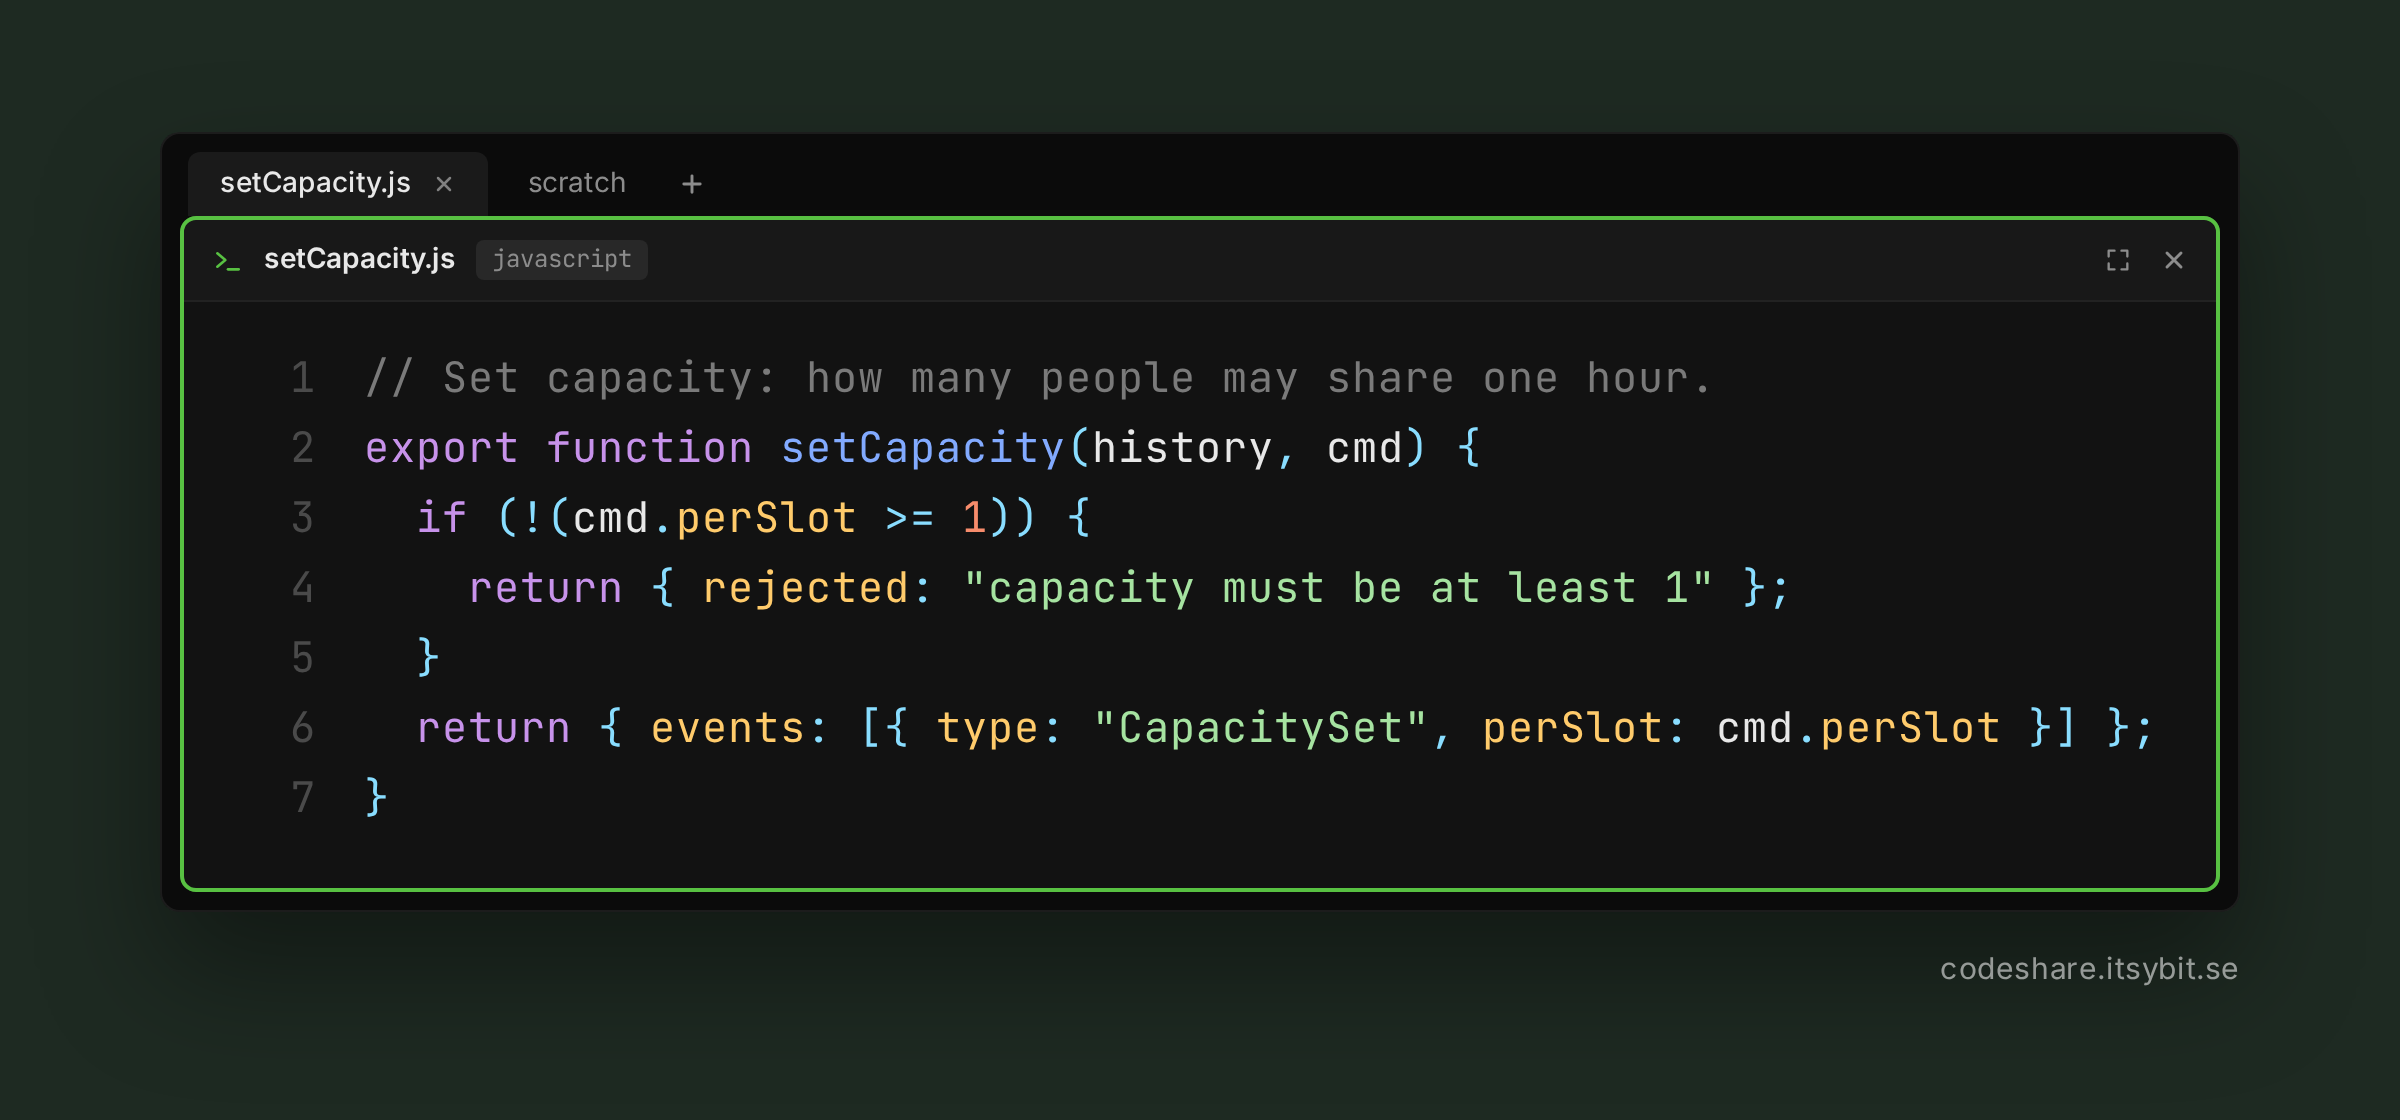 setCapacity.js × scratch +
>_ setCapacity.js javascript ×
1 // Set capacity: how many people may share one hour.
2 export function setCapacity(history, cmd) {
3   if (!(cmd.perSlot >= 1)) {
4     return { rejected: "capacity must be at least 1" };
5   }
6   return { events: [{ type: "CapacitySet", perSlot: cmd.perSlot }] };
7 }
codeshare.itsybit.se